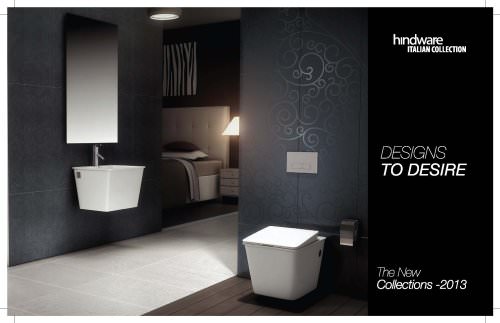 hindware
ITALIAN COLLECTION
DESIGNS
TO DESIRE
The New
Collections -2013